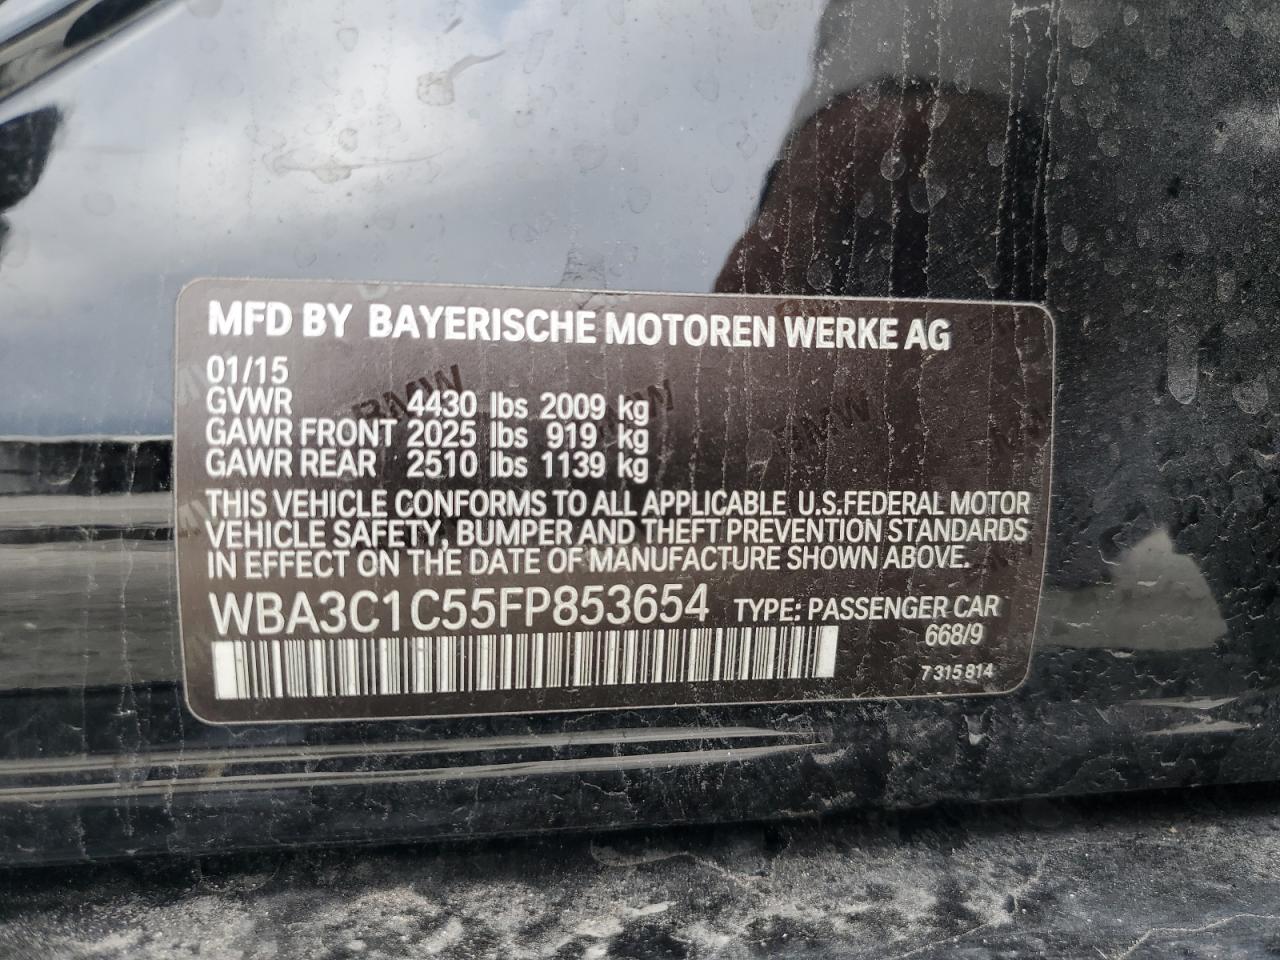 MFD BY BAYERISCHE MOTOREN WERKE AG
01/15
GVWR 4430 lbs 2009 kg
GAWR FRONT 2025 lbs 919 kg
GAWR REAR 2510 lbs 1139 kg
THIS VEHICLE CONFORMS TO ALL APPLICABLE U.S.FEDERAL MOTOR
VEHICLE SAFETY, BUMPER AND THEFT PREVENTION STANDARDS
IN EFFECT ON THE DATE OF MANUFACTURE SHOWN ABOVE.
WBA3C1C55FP853654 TYPE: PASSENGER CAR
668/9
7 315 814
BMW
BMW
BMW